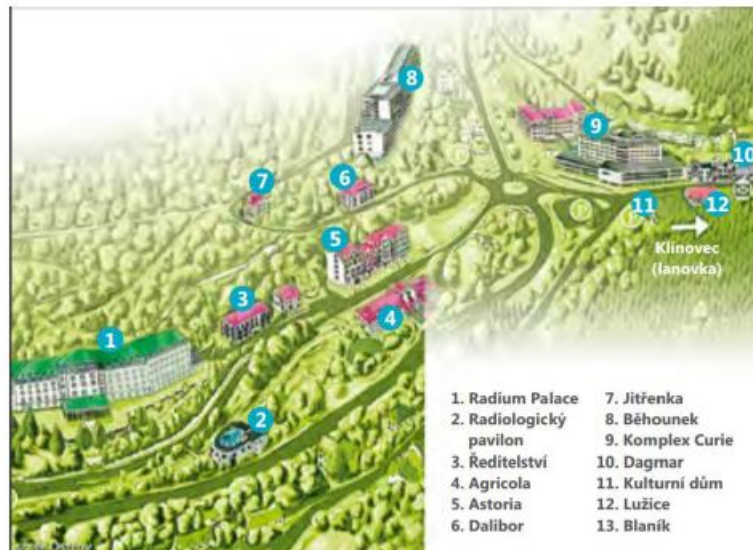 8
9
10
7
6
11
12
5
Klínovec
(lanovka)
3
4
1
2
1. Radium Palace
2. Radiologický
pavilon
3. Ředitelství
4. Agricola
5. Astoria
6. Dalibor
7. Jitřenka
8. Běhounek
9. Komplex Curie
10. Dagmar
11. Kulturní dům
12. Lužice
13. Blaník